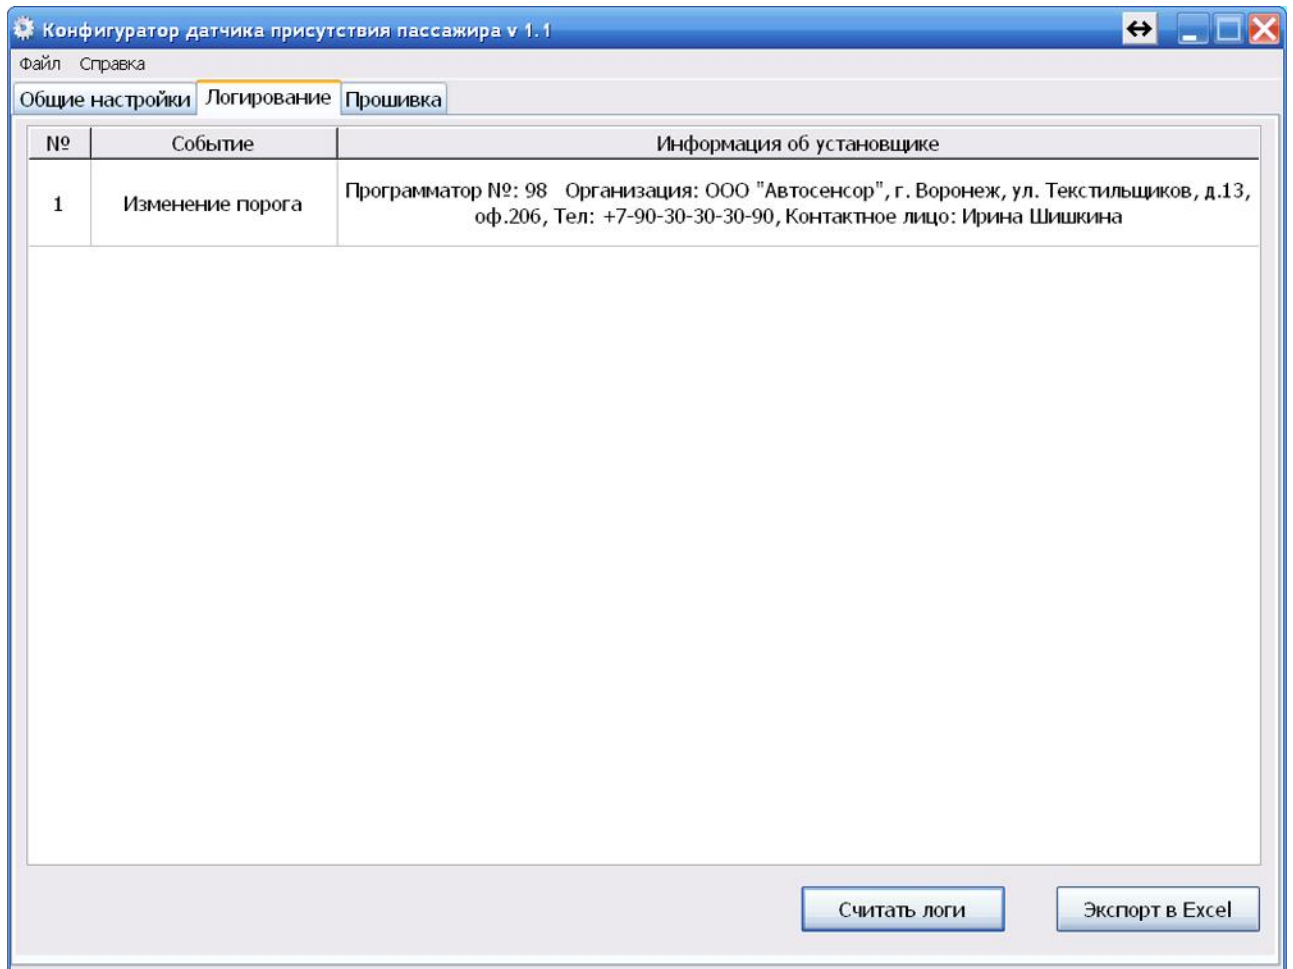 Конфигуратор датчика присутствия пассажира v 1.1
Файл Справка
Общие настройки Логирование Прошивка
№ Событие Информация об установщике
1 Изменение порога Программатор №: 98 Организация: ООО "Автосенсор", г. Воронеж, ул. Текстильщиков, д.13,
оф.206, Тел: +7-90-30-30-30-90, Контактное лицо: Ирина Шишкина
Считать логи Экспорт в Excel